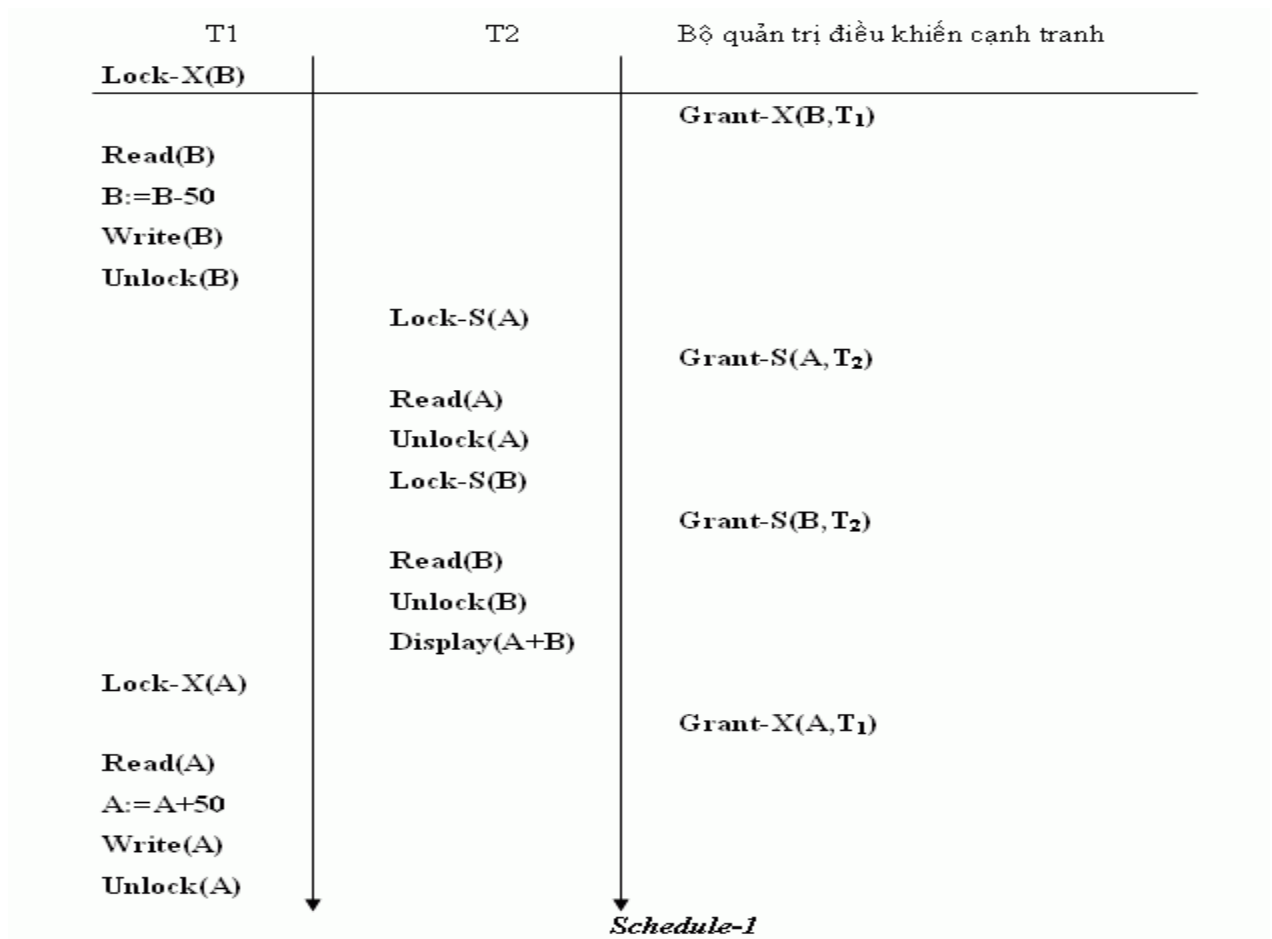 T1 T2 Bộ quản trị điều khiến cạnh tranh
Lock-X(B)
Grant-X(B,T₁)
Read(B)
B:=B-50
Write(B)
Unlock(B)
Lock-S(A)
Grant-S(A,T₂)
Read(A)
Unlock(A)
Lock-S(B)
Grant-S(B,T₂)
Read(B)
Unlock(B)
Display(A+B)
Lock-X(A)
Grant-X(A,T₁)
Read(A)
A:=A+50
Write(A)
Unlock(A)
Schedule-1